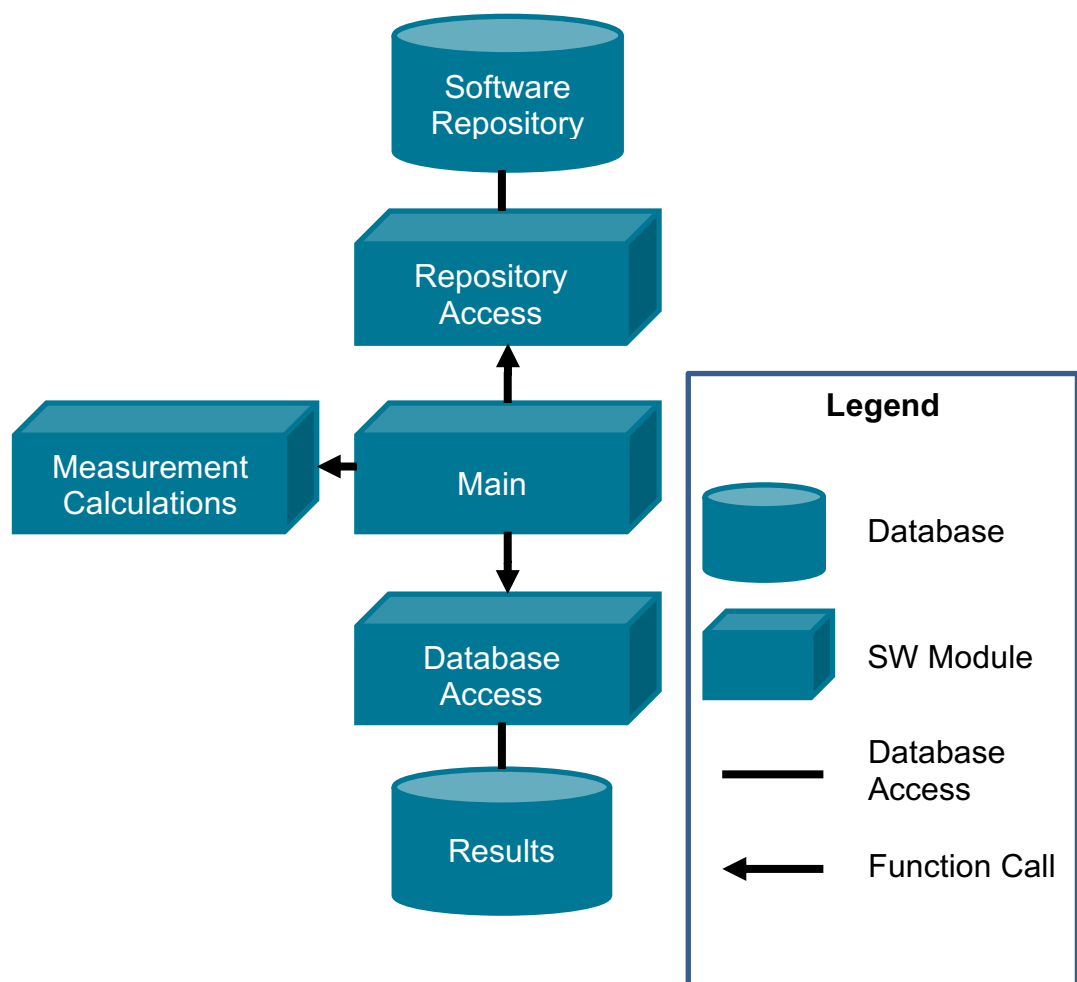 Software
Repository
Repository
Access
Measurement
Calculations
Main
Database
Access
Results
Legend
Database
SW Module
Database
Access
Function Call